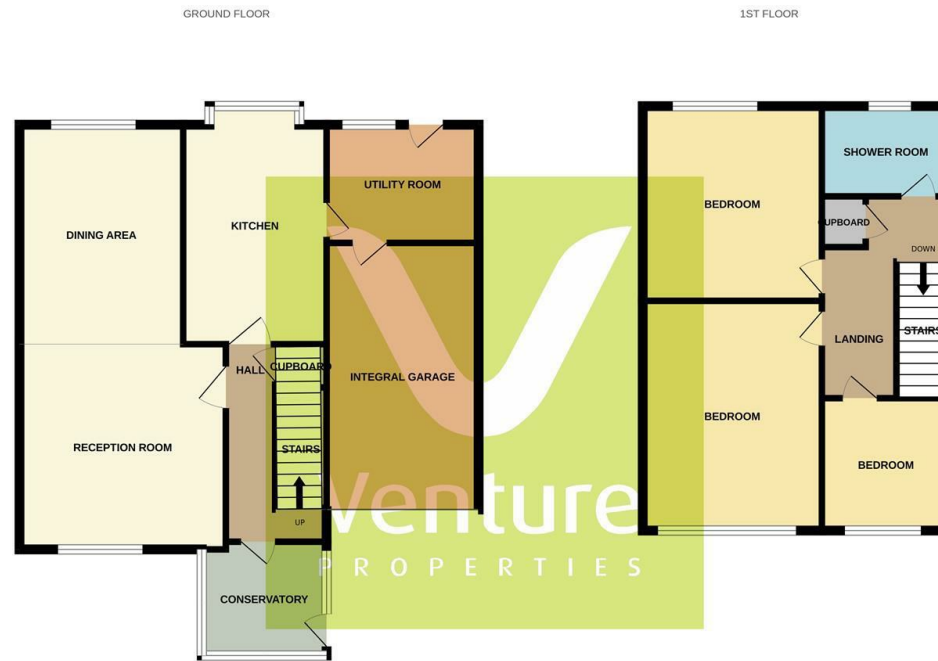 GROUND FLOOR
1ST FLOOR
DINING AREA
KITCHEN
UTILITY ROOM
HALL
CUPBOARD
INTEGRAL GARAGE
RECEPTION ROOM
STAIRS
UP
CONSERVATORY
Venture
PROPERTIES
BEDROOM
SHOWER ROOM
CUPBOARD
DOWN
STAIRS
LANDING
BEDROOM
BEDROOM